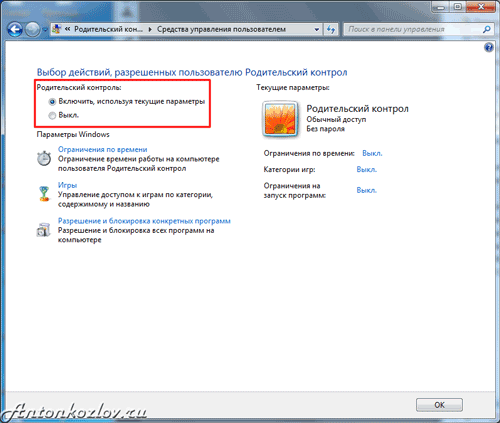 Родительский кон...
Средства управления пользователем
Поиск в панели управления
Выбор действий, разрешенных пользователю Родительский контрол
Родительский контроль:
Включить, используя текущие параметры
Выкл.
Параметры Windows
Ограничения по времени
Ограничение времени работы на компьютере
пользователя Родительский контрол
Игры
Управление доступом к играм по категории,
содержимому и названию
Разрешение и блокировка конкретных программ
Разрешение и блокировка всех программ на
компьютере
Текущие параметры:
Родительский контрол
Обычный доступ
Без пароля
Ограничения по времени: Выкл.
Категории игр: Выкл.
Ограничения на
запуск программ: Выкл.
OK
Antonkozlov.ru